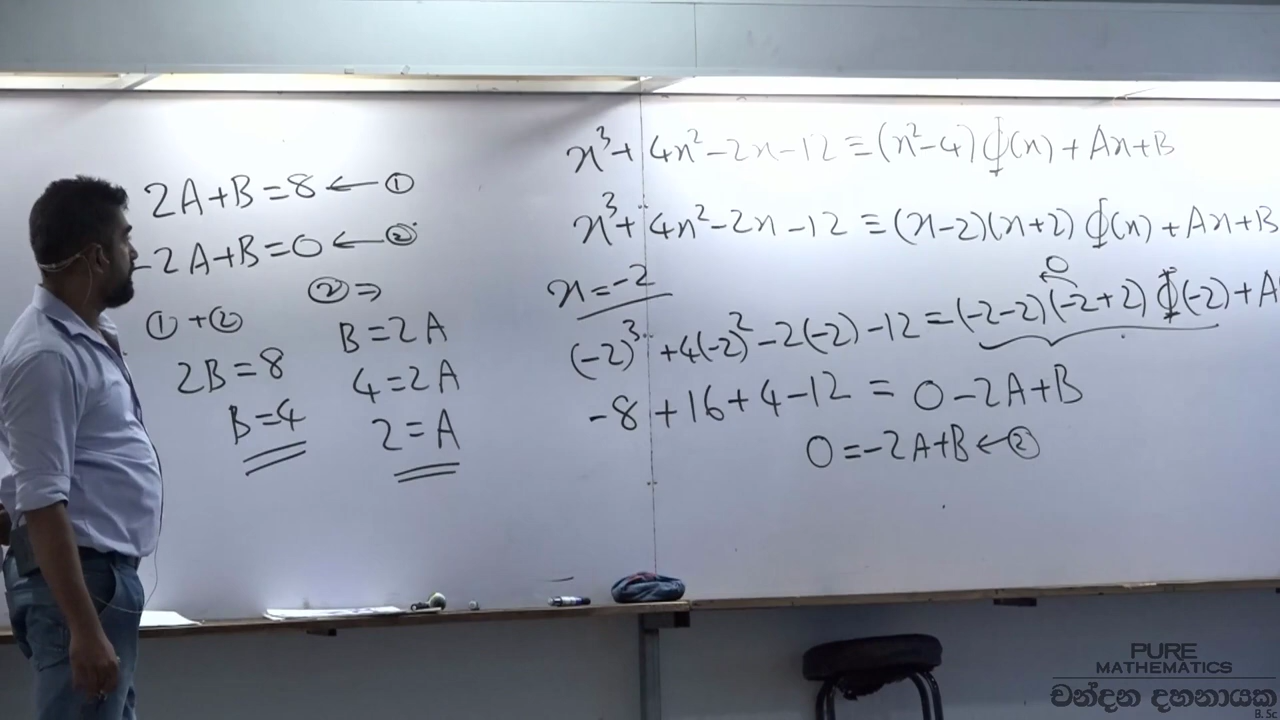 2A+B=8 ← ①
-2A+B=0 ← ②
① + ②
2B=8
B=4
② ⇒
B=2A
4=2A
2=A
x³+4x²-2x-12≡(x²-4)Φ(x)+Ax+B
x³+4x²-2x-12≡(x-2)(x+2)Φ(x)+Ax+B
x=-2
0
(-2)³+4(-2)²-2(-2)-12=(-2-2)(-2+2)Φ(-2)+A
-8+16+4-12=0-2A+B
0=-2A+B ← ②
PURE
MATHEMATICS
චන්දන දහනායක
B.Sc